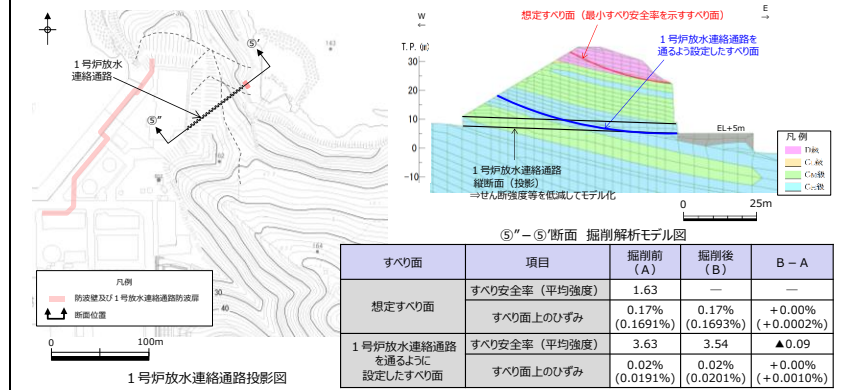 ⑤’
1号炉放水
連絡通路
⑤”
凡例
防波壁及び1号放水連絡通路防波扉
断面位置
0 100m
1号炉放水連絡通路投影図
W
E
想定すべり面（最小すべり安全率を示すすべり面）
1号炉放水連絡通路を
通るよう設定したすべり面
T.P.(m)
30
20
10
0
-10
EL+5m
1号炉放水連絡通路
縦断面（投影）
⇒せん断強度等を低減してモデル化
凡例
D級
CL級
CM級
CH級
0 25m
⑤”－⑤’断面 掘削解析モデル図
すべり面 項目 掘削前（A） 掘削後（B） B－A
想定すべり面 すべり安全率（平均強度） 1.63 — —
すべり面上のひずみ 0.17%（0.1691%） 0.17%（0.1693%） +0.00%（+0.0002%）
1号炉放水連絡通路を通るように設定したすべり面 すべり安全率（平均強度） 3.63 3.54 ▲0.09
すべり面上のひずみ 0.02%（0.0191%） 0.02%（0.0201%） +0.00%（+0.0010%）